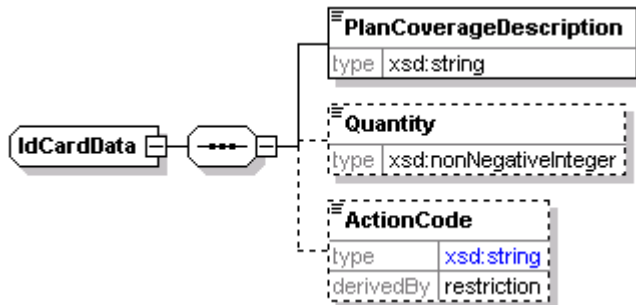 PlanCoverageDescription
type xsd:string
IdCardData
Quantity
type xsd:nonNegativeInteger
ActionCode
type xsd:string
derivedBy restriction